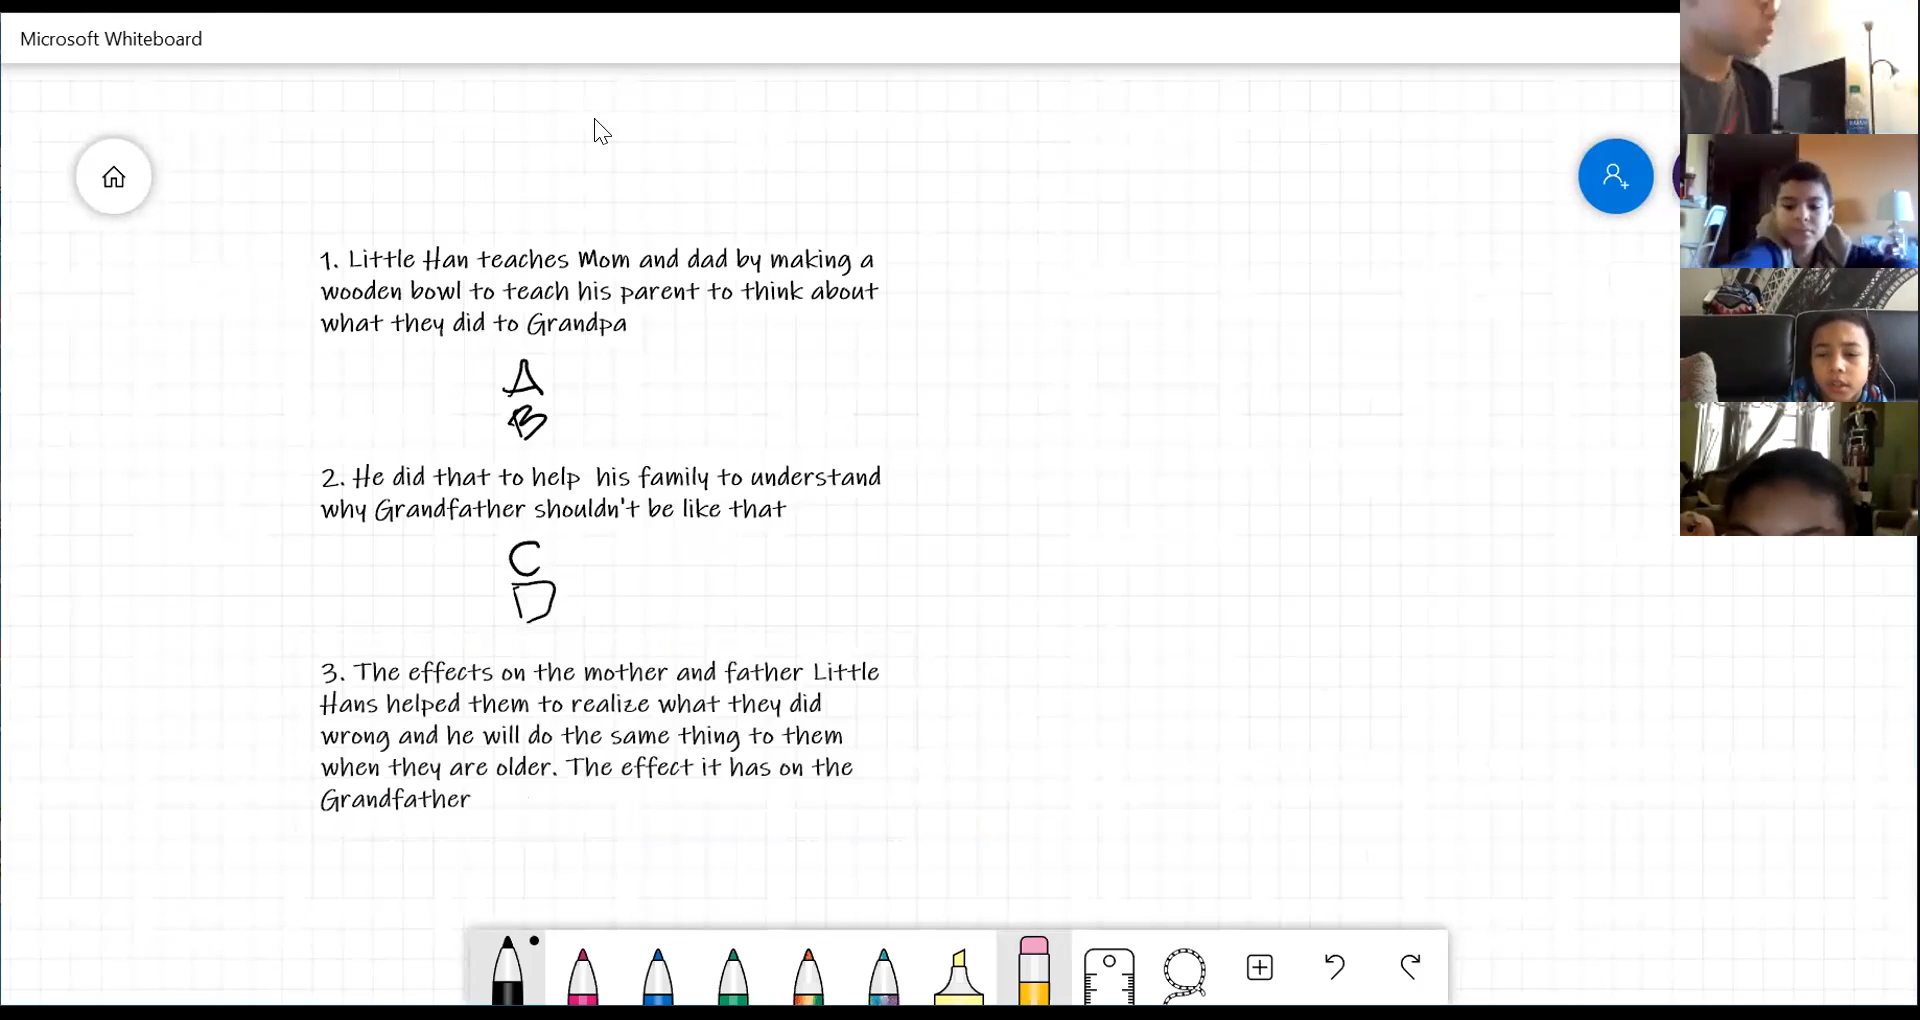 Microsoft Whiteboard
1. Little Han teaches Mom and dad by making a
wooden bowl to teach his parent to think about
what they did to Grandpa
A
B
2. He did that to help  his family to understand
why Grandfather shouldn't be like that
C
D
3. The effects on the mother and father Little
Hans helped them to realize what they did
wrong and he will do the same thing to them
when they are older. The effect it has on the
Grandfather